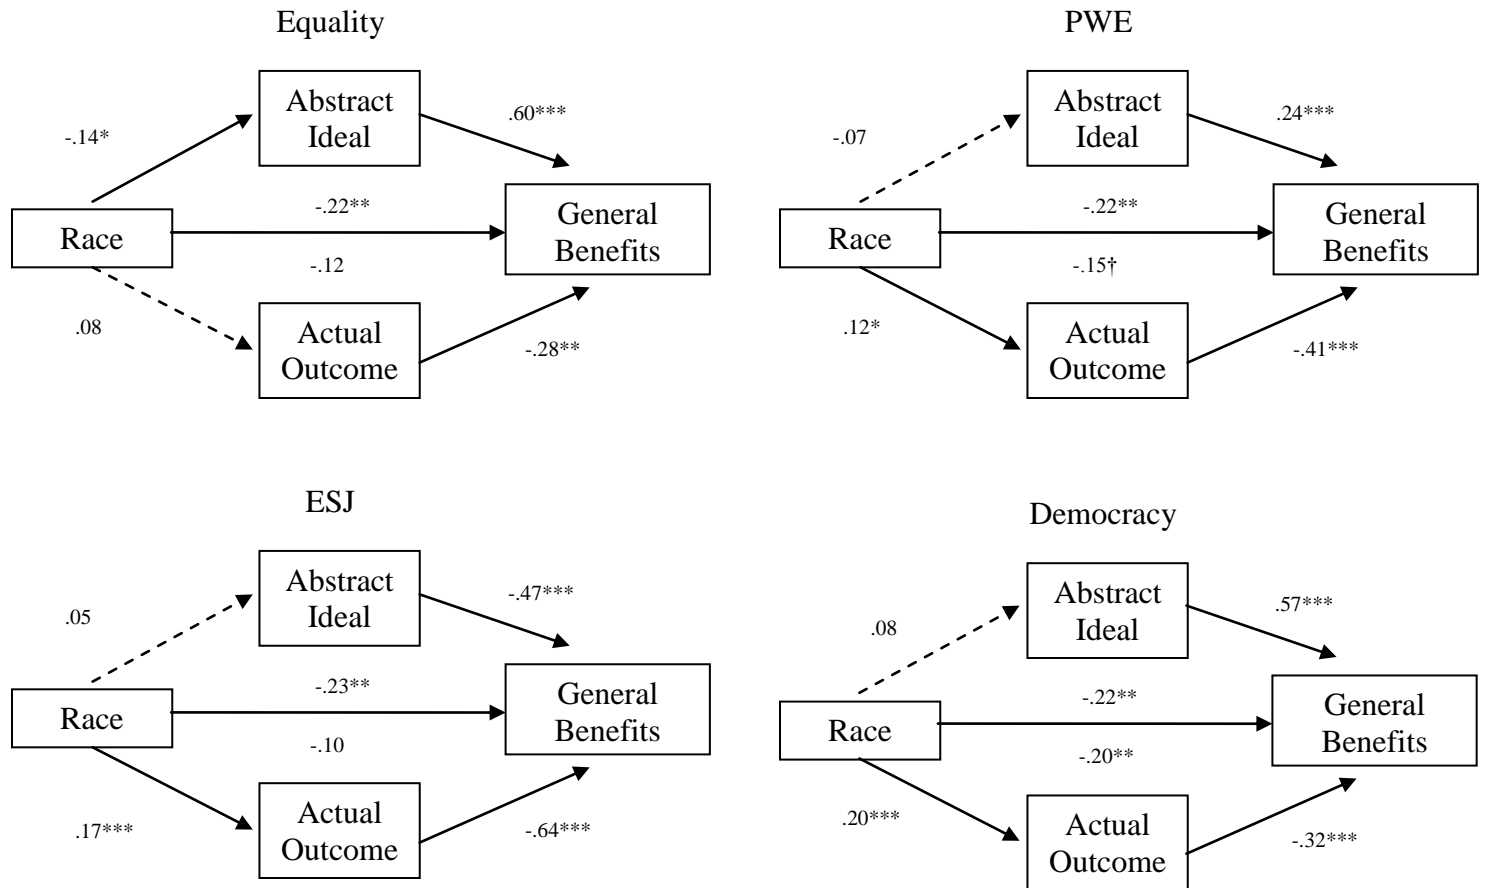 Equality
Abstract
Ideal
-.14*
.60***
Race
-.22**
-.12
General
Benefits
.08
Actual
Outcome
-.28**
PWE
Abstract
Ideal
-.07
.24***
Race
-.22**
-.15†
General
Benefits
.12*
Actual
Outcome
-.41***
ESJ
Abstract
Ideal
.05
-.47***
Race
-.23**
-.10
General
Benefits
.17***
Actual
Outcome
-.64***
Democracy
Abstract
Ideal
.08
.57***
Race
-.22**
-.20**
General
Benefits
.20***
Actual
Outcome
-.32***